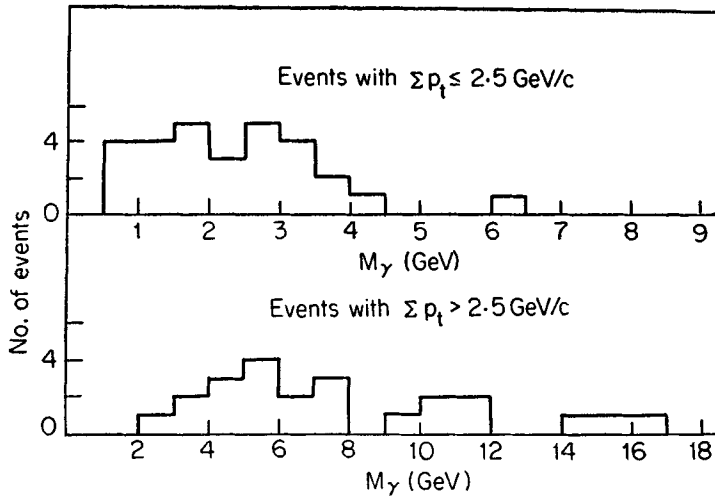 Events with Σ p_t ≤ 2·5 GeV/c
4
0
1 2 3 4 5 6 7 8 9
M_γ (GeV)
No. of events
Events with Σ p_t > 2·5 GeV/c
4
0
2 4 6 8 10 12 14 16 18
M_γ (GeV)